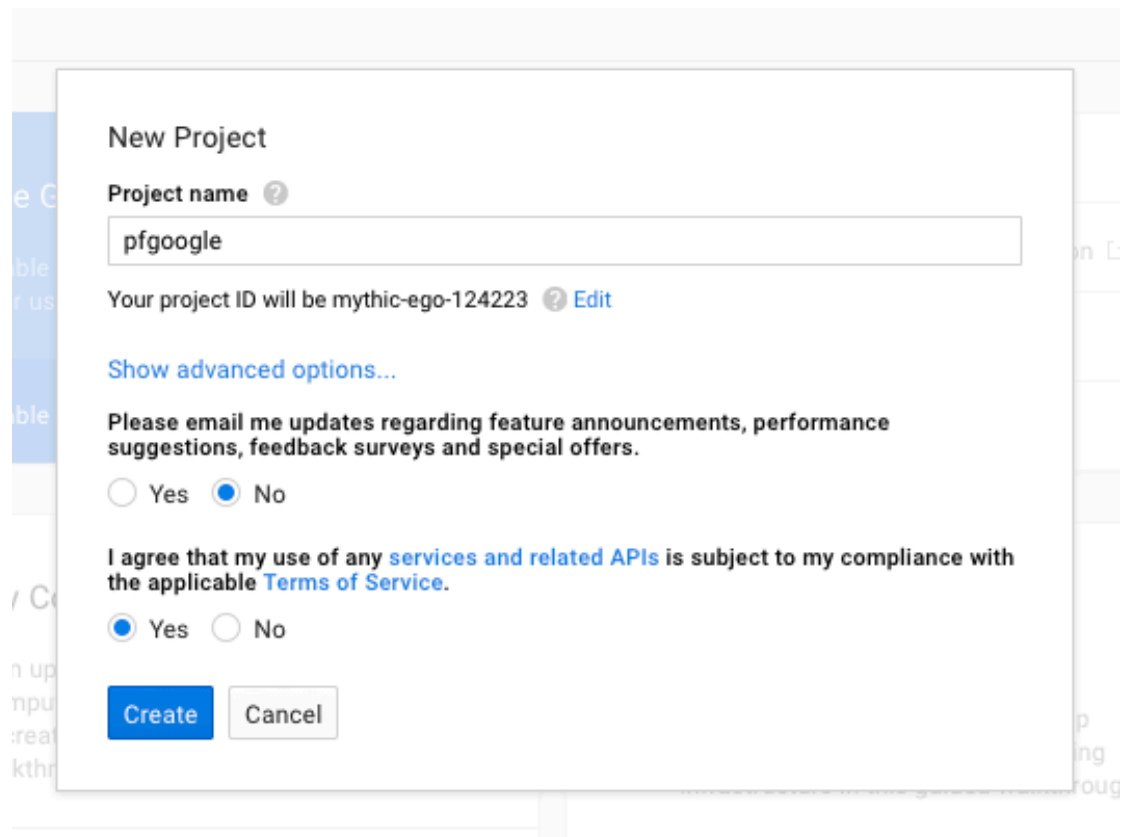 New Project
Project name ?
pfgoogle
Your project ID will be mythic-ego-124223 ? Edit
Show advanced options...
Please email me updates regarding feature announcements, performance
suggestions, feedback surveys and special offers.
Yes No
I agree that my use of any services and related APIs is subject to my compliance with
the applicable Terms of Service.
Yes No
Create Cancel